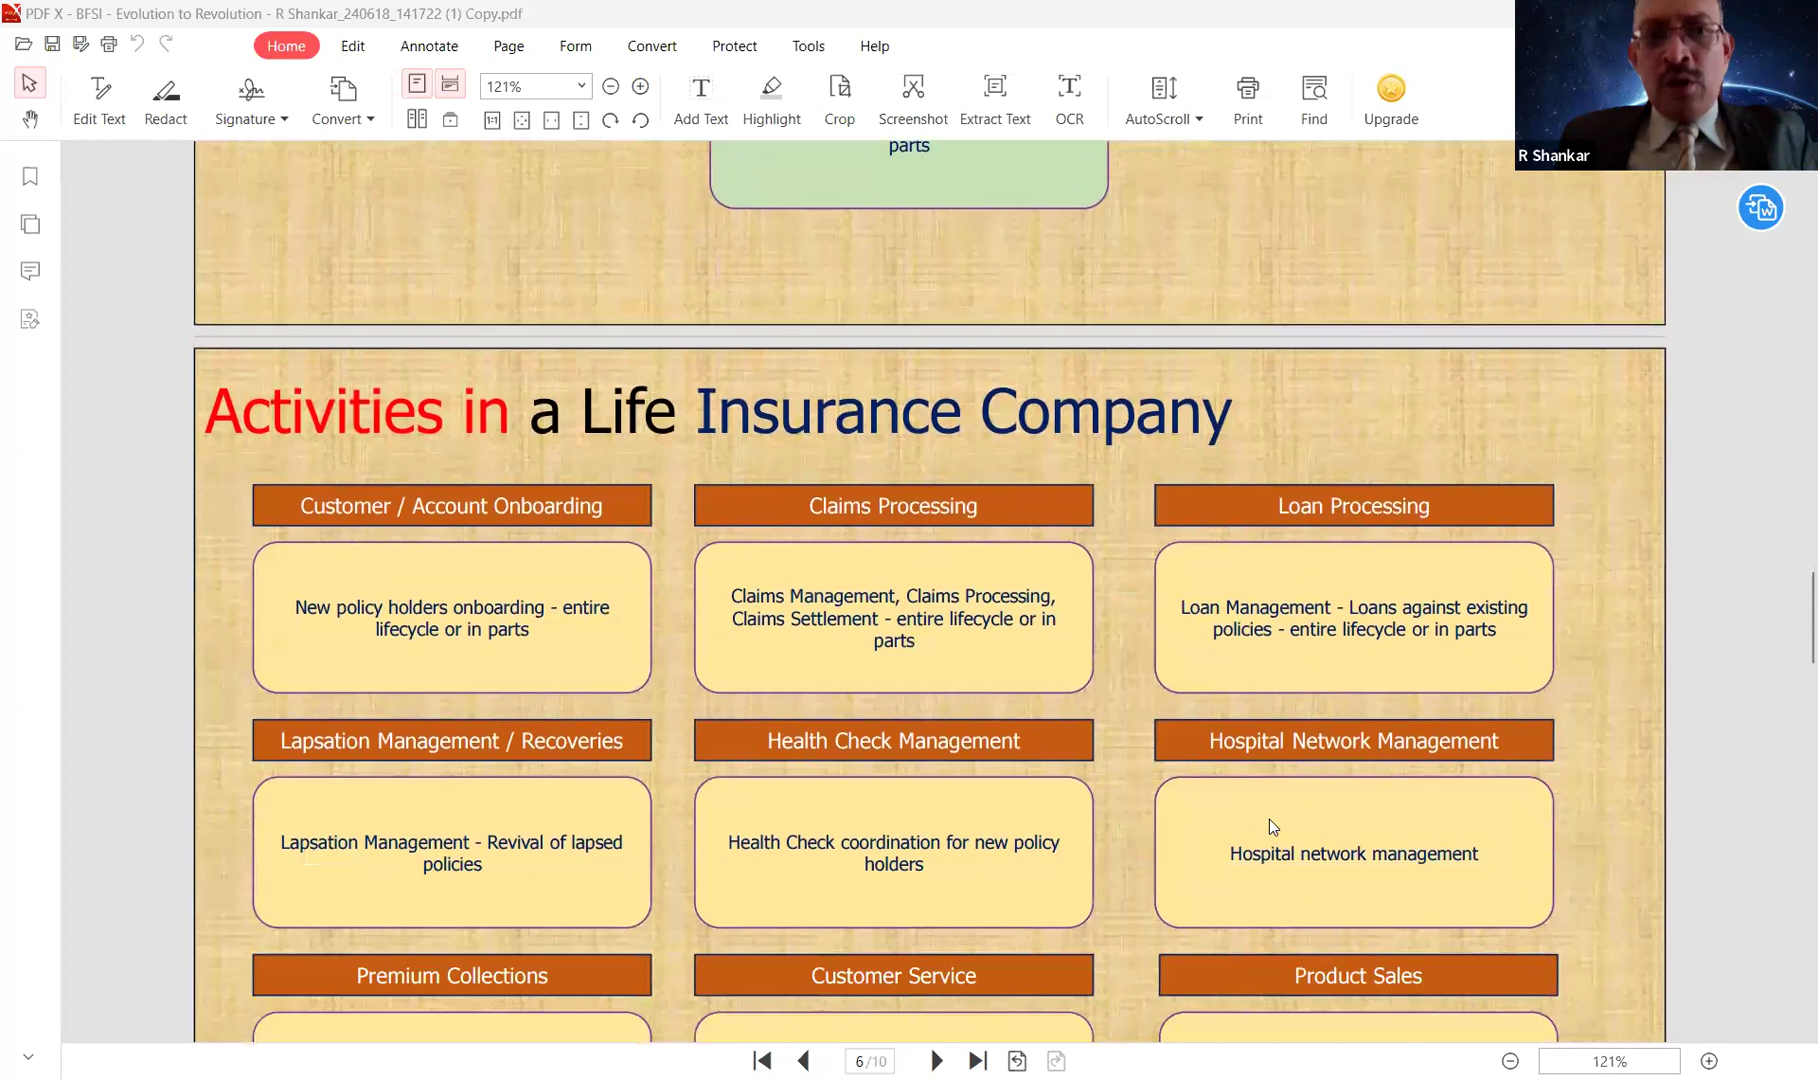 PDF X - BFSI - Evolution to Revolution - R Shankar_240618_141722 (1) Copy.pdf
Home Edit Annotate Page Form Convert Protect Tools Help
121%
Edit Text Redact Signature Convert Add Text Highlight Crop Screenshot Extract Text OCR AutoScroll Print Find Upgrade
R Shankar
parts
Activities in a Life Insurance Company
Customer / Account Onboarding
New policy holders onboarding - entire
lifecycle or in parts
Claims Processing
Claims Management, Claims Processing,
Claims Settlement - entire lifecycle or in
parts
Loan Processing
Loan Management - Loans against existing
policies - entire lifecycle or in parts
Lapsation Management / Recoveries
Lapsation Management - Revival of lapsed
policies
Health Check Management
Health Check coordination for new policy
holders
Hospital Network Management
Hospital network management
Premium Collections
Customer Service
Product Sales
6 /10
121%